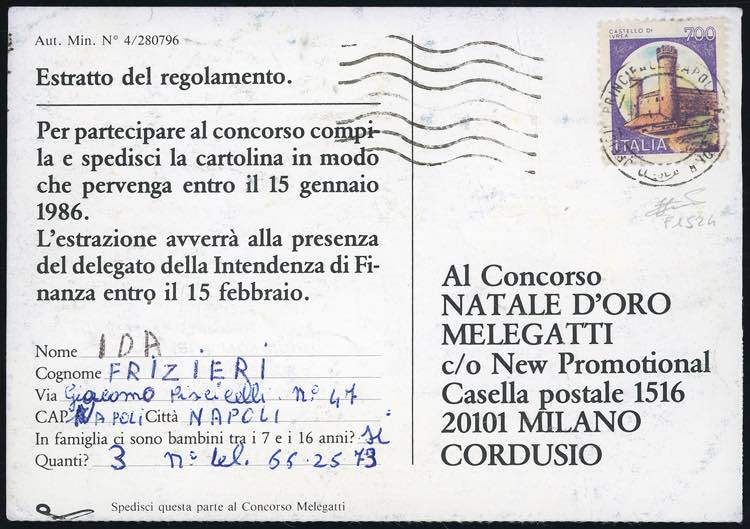 Aut. Min. N° 4/280796
Estratto del regolamento.
Per partecipare al concorso compi-
la e spedisci la cartolina in modo
che pervenga entro il 15 gennaio
1986.
L'estrazione avverrà alla presenza
del delegato della Intendenza di Fi-
nanza entro il 15 febbraio.
Nome IDA
Cognome FRIZIERI
Via Giacomo Piscicelli N° 47
CAP NAPOLI Città NAPOLI
In famiglia ci sono bambini tra i 7 e i 16 anni? si
Quanti? 3 n° tel. 66.25 73
Spedisci questa parte al Concorso Melegatti
CASTELLO DI
IVREA
700
ITALIA
Al Concorso
NATALE D'ORO
MELEGATTI
c/o New Promotional
Casella postale 1516
20101 MILANO
CORDUSIO